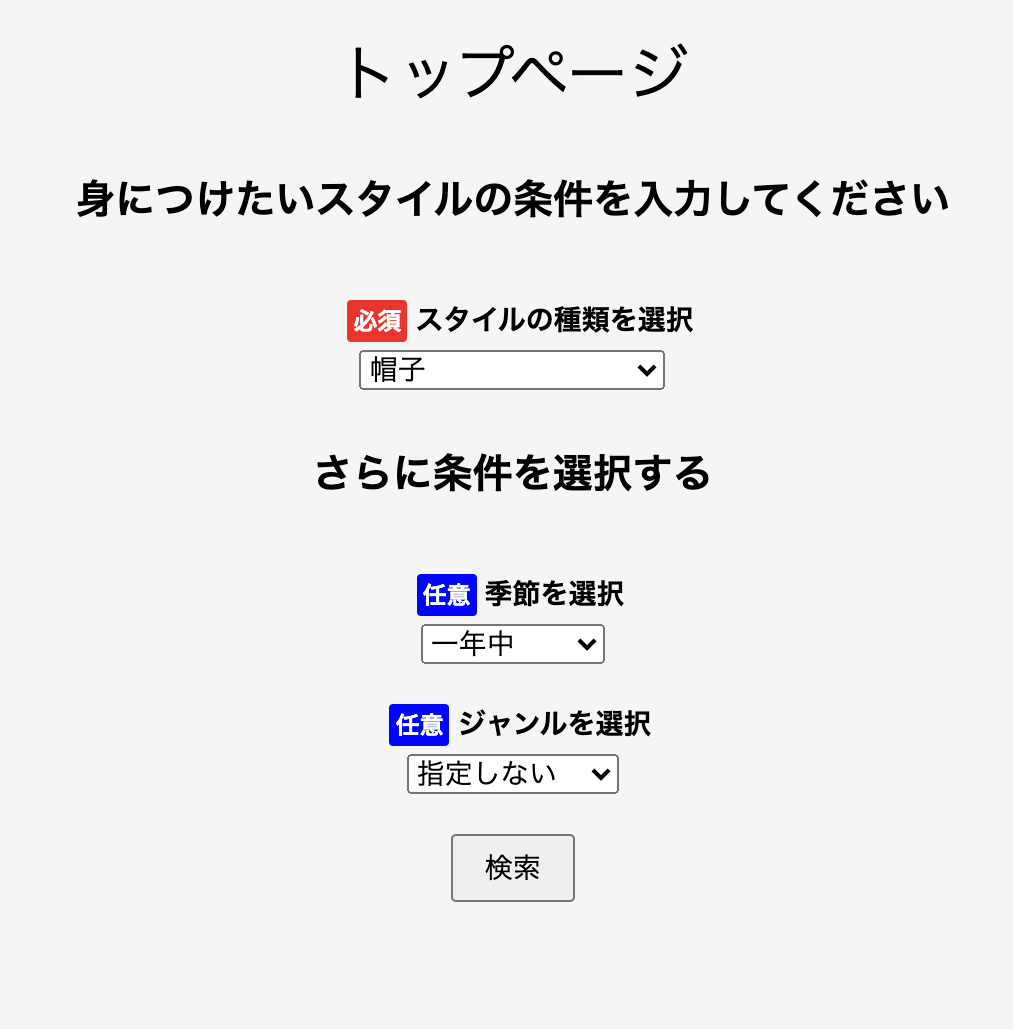 トップページ
身につけたいスタイルの条件を入力してください
必須 スタイルの種類を選択
帽子
さらに条件を選択する
任意 季節を選択
一年中
任意 ジャンルを選択
指定しない
検索